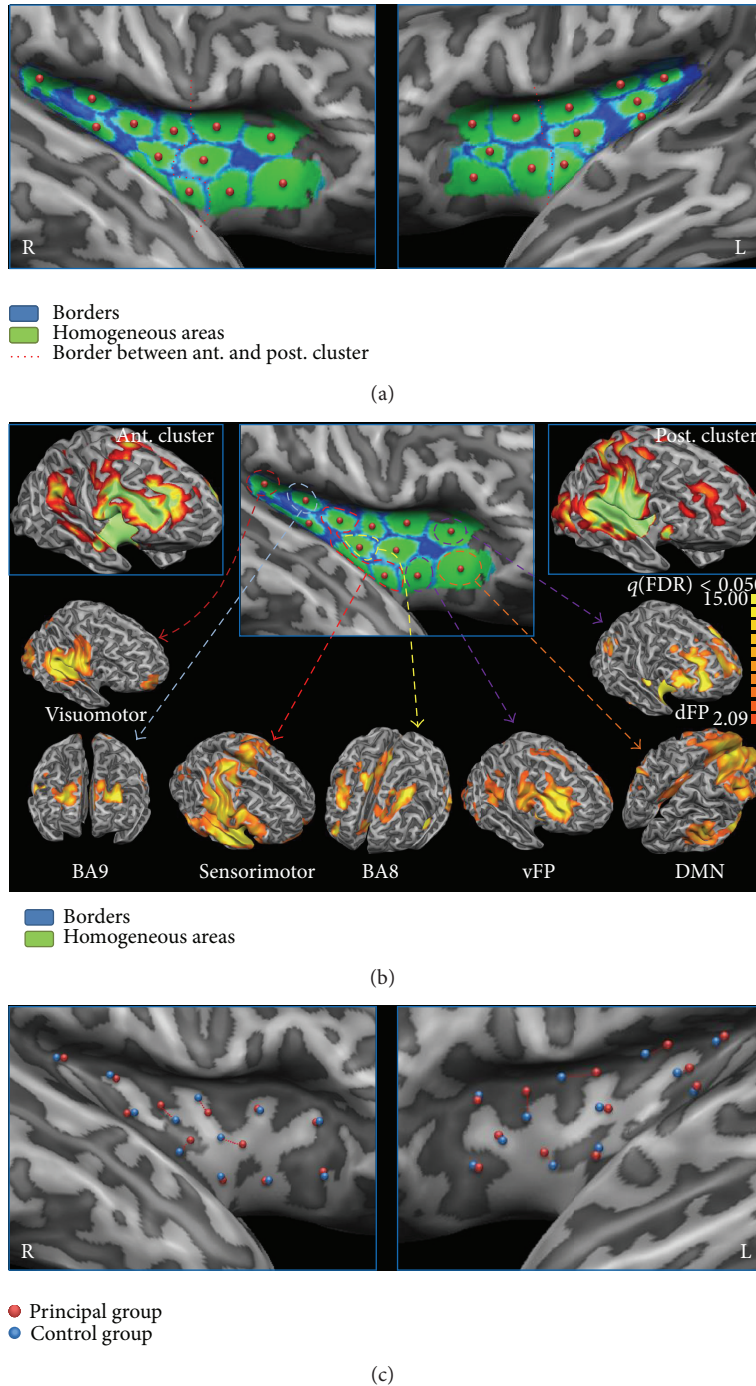 R
L
Borders
Homogeneous areas
Border between ant. and post. cluster
(a)
Ant. cluster
Post. cluster
q(FDR) < 0.050
15.00
2.09
Visuomotor
dFP
BA9
Sensorimotor
BA8
vFP
DMN
Borders
Homogeneous areas
(b)
R
L
Principal group
Control group
(c)